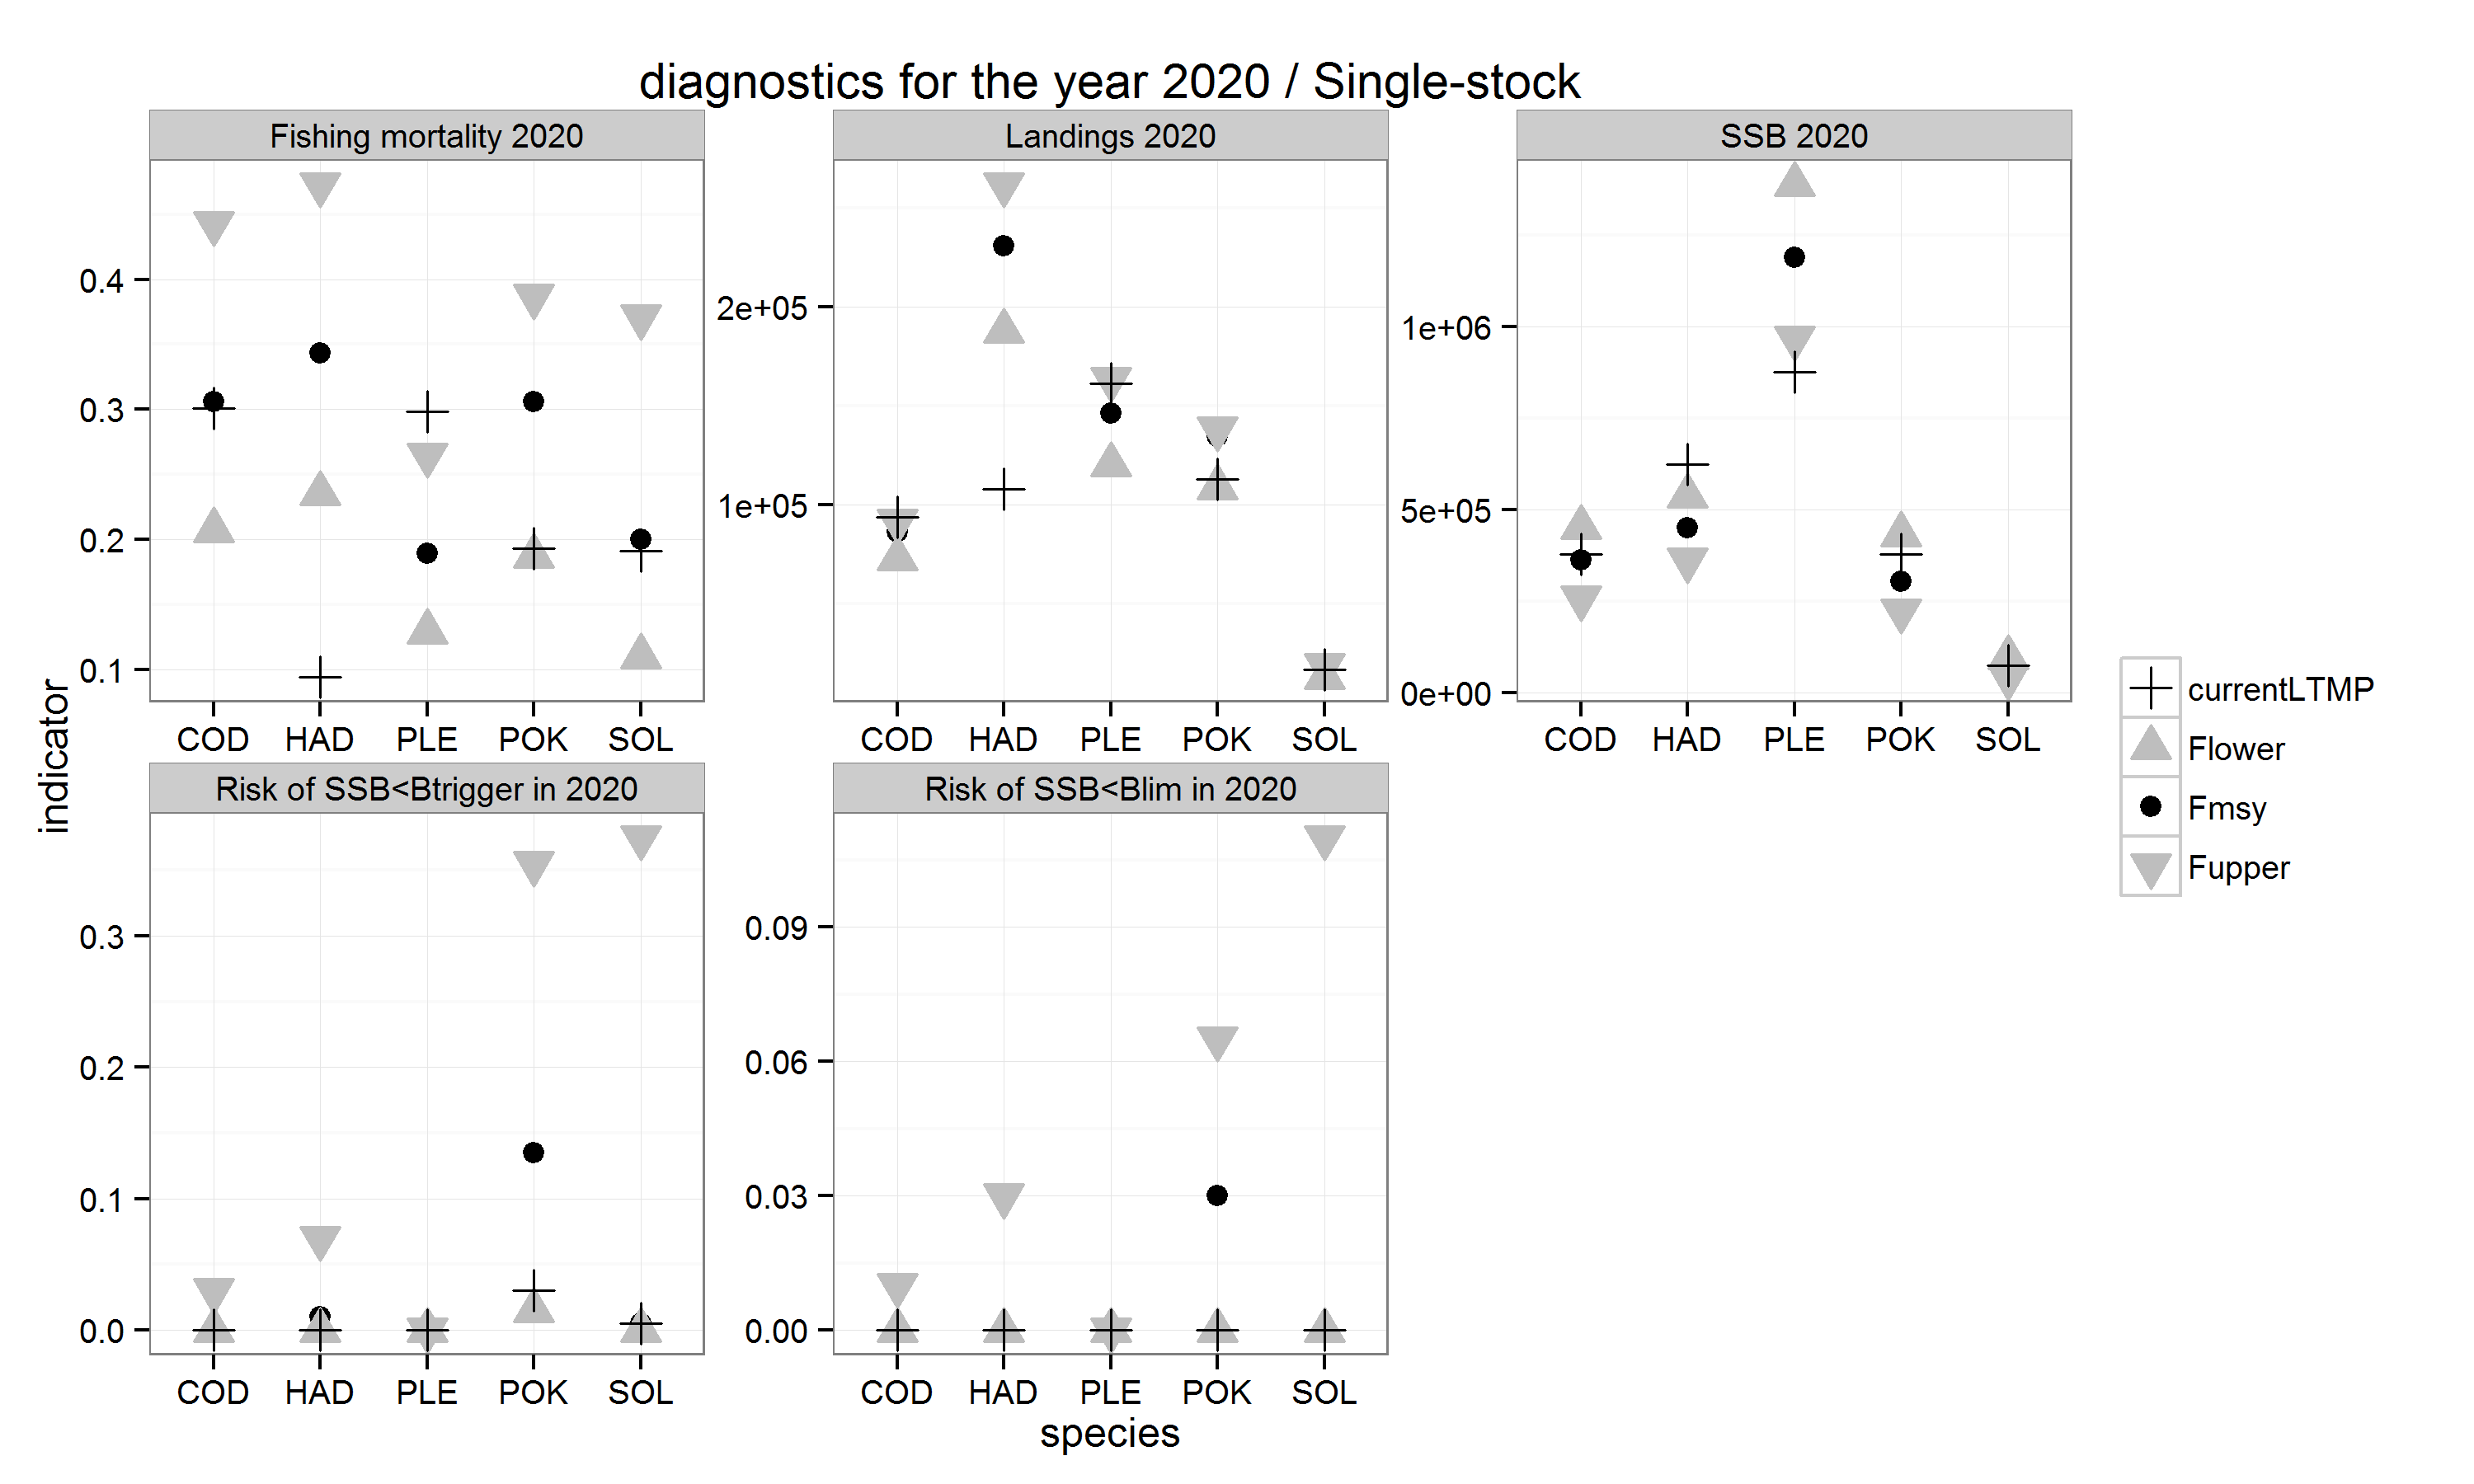 diagnostics for the year 2020 / Single-stock
Fishing mortality 2020
Landings 2020
SSB 2020
0.4
0.3
0.2
0.1
2e+05
1e+05
1e+06
5e+05
0e+00
COD HAD PLE POK SOL
COD HAD PLE POK SOL
COD HAD PLE POK SOL
indicator
Risk of SSB<Btrigger in 2020
Risk of SSB<Blim in 2020
0.3
0.2
0.1
0.0
0.09
0.06
0.03
0.00
COD HAD PLE POK SOL
COD HAD PLE POK SOL
species
currentLTMP
Flower
Fmsy
Fupper